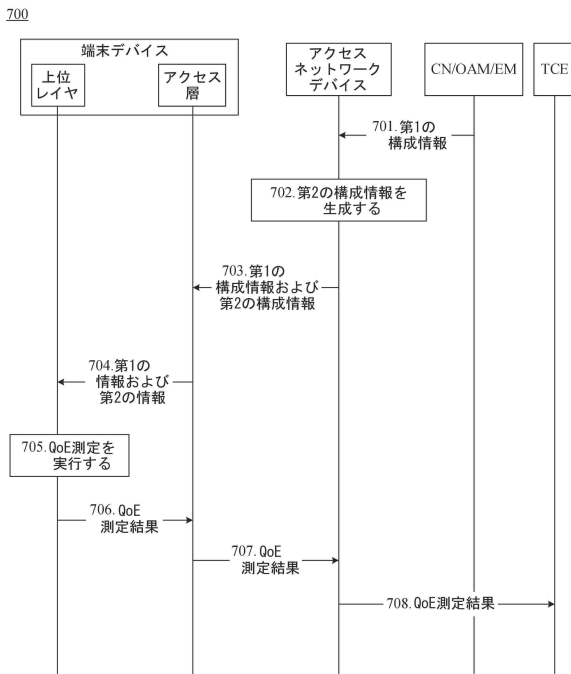 700
端末デバイス
上位
レイヤ
アクセス
層
アクセス
ネットワーク
デバイス
CN/OAM/EM
TCE
701.第1の
構成情報
702.第2の構成情報を
生成する
703.第1の
構成情報および
第2の構成情報
704.第1の
情報および
第2の情報
705.QoE測定を
実行する
706.QoE
測定結果
707.QoE
測定結果
708.QoE測定結果